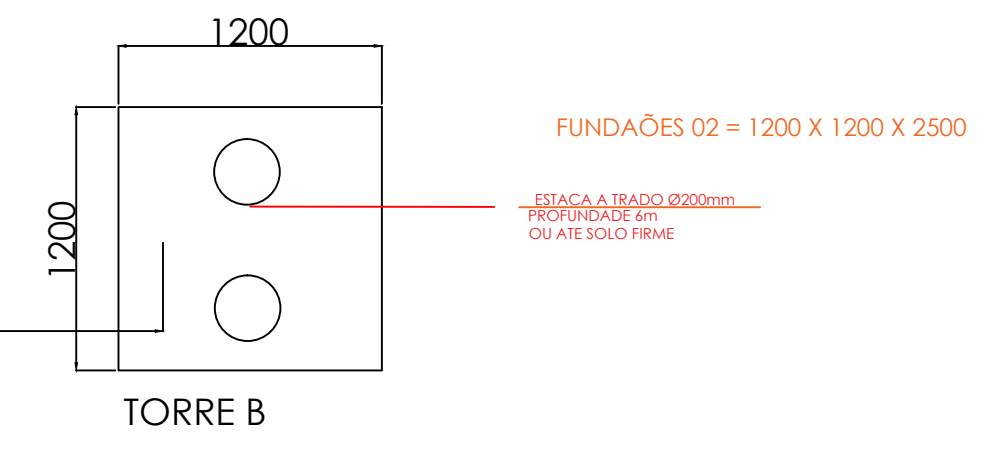 1200
FUNDAÕES 02 = 1200 X 1200 X 2500
1200
ESTACA A TRADO Ø200mm
PROFUNDADE 6m
OU ATE SOLO FIRME
TORRE B